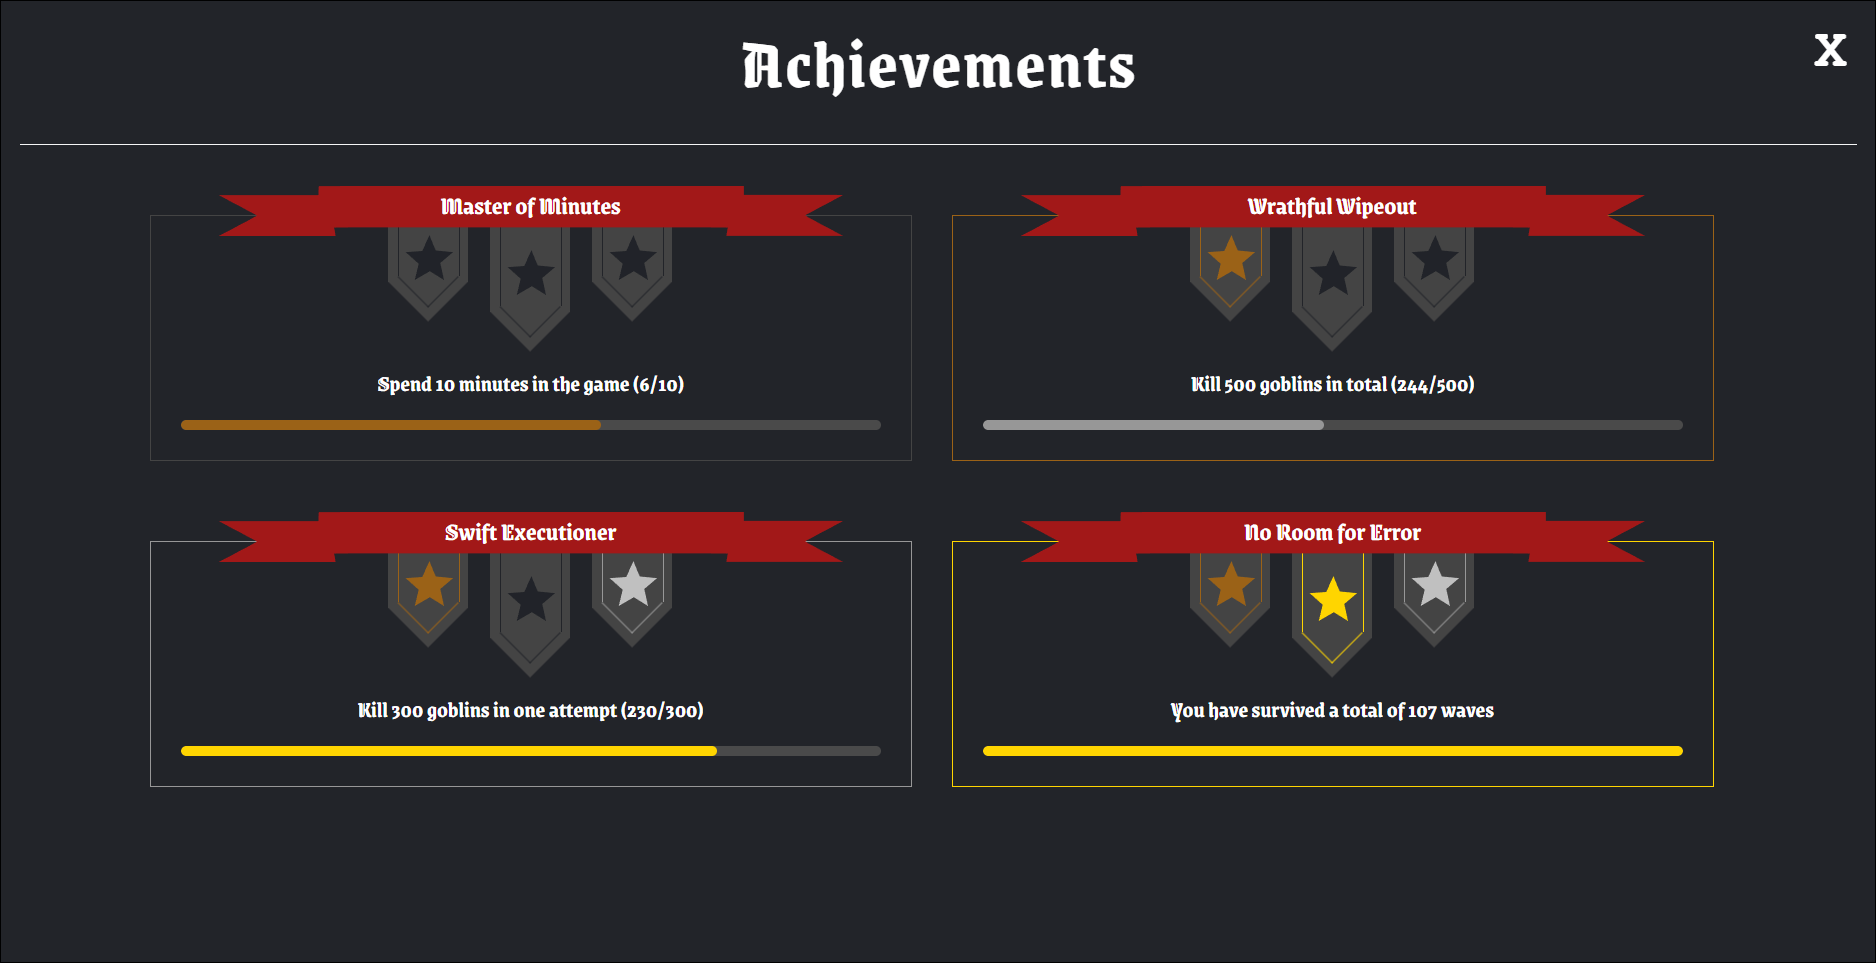 Achievements
X
Master of Minutes
Spend 10 minutes in the game (6/10)
Wrathful Wipeout
Kill 500 goblins in total (244/500)
Swift Executioner
Kill 300 goblins in one attempt (230/300)
No Room for Error
You have survived a total of 107 waves